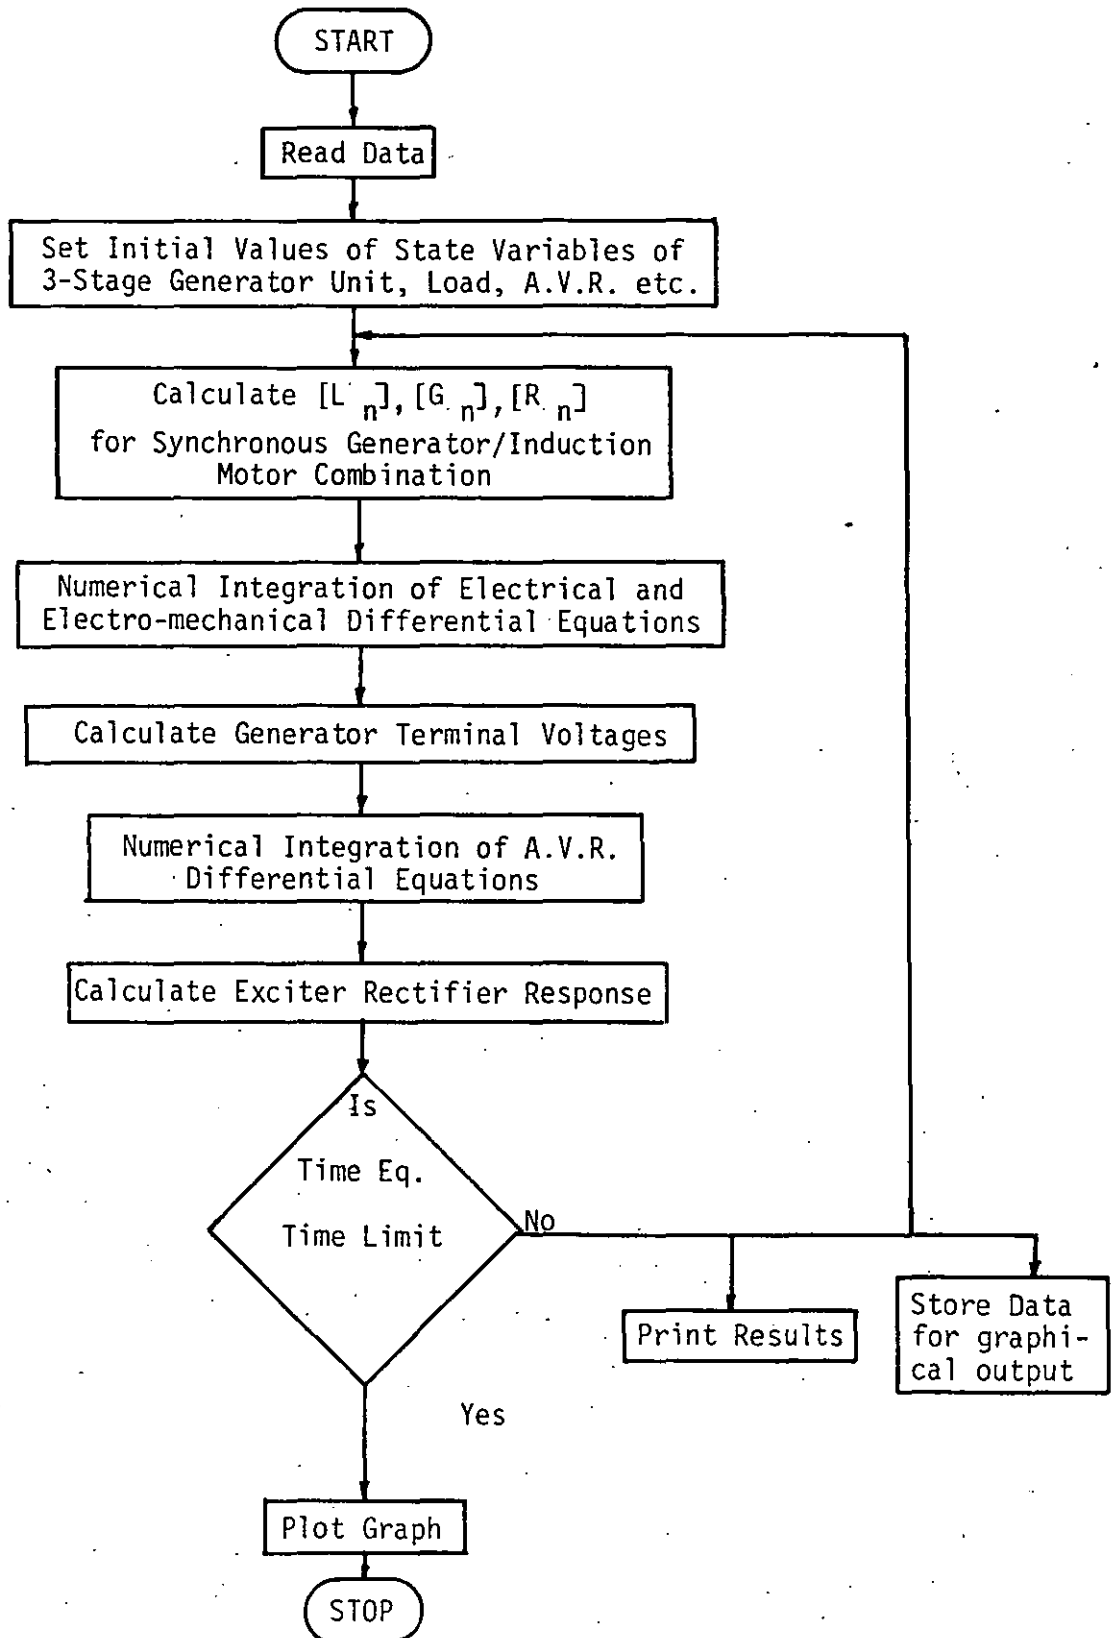 START
Read Data
Set Initial Values of State Variables of
3-Stage Generator Unit, Load, A.V.R. etc.
Calculate [L n], [G n], [R n]
for Synchronous Generator/Induction
Motor Combination
Numerical Integration of Electrical and
Electro-mechanical Differential Equations
Calculate Generator Terminal Voltages
Numerical Integration of A.V.R.
Differential Equations
Calculate Exciter Rectifier Response
Is
Time Eq.
Time Limit
No
Print Results
Store Data
for graphi-
cal output
Yes
Plot Graph
STOP